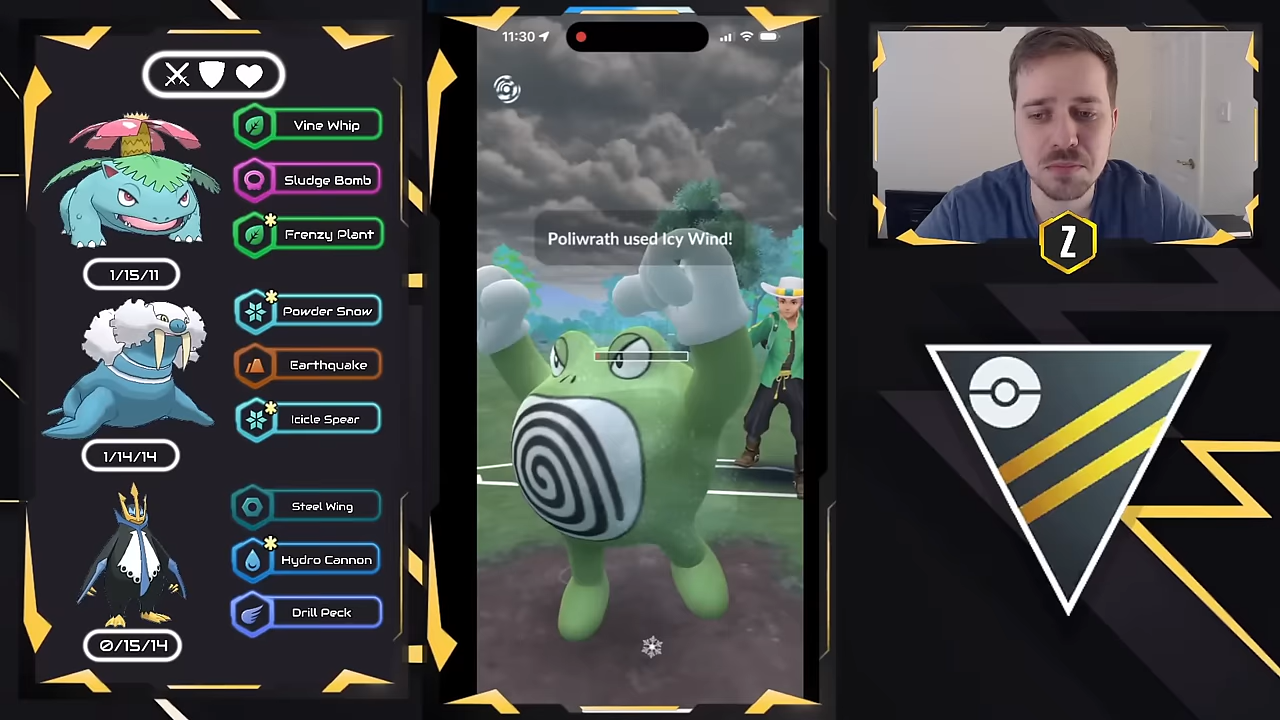 Vine Whip
Sludge Bomb
Frenzy Plant
1/15/11
Powder Snow
Earthquake
Icicle Spear
1/14/14
Steel Wing
Hydro Cannon
Drill Peck
0/15/14
11:30
Poliwrath used Icy Wind!
Z